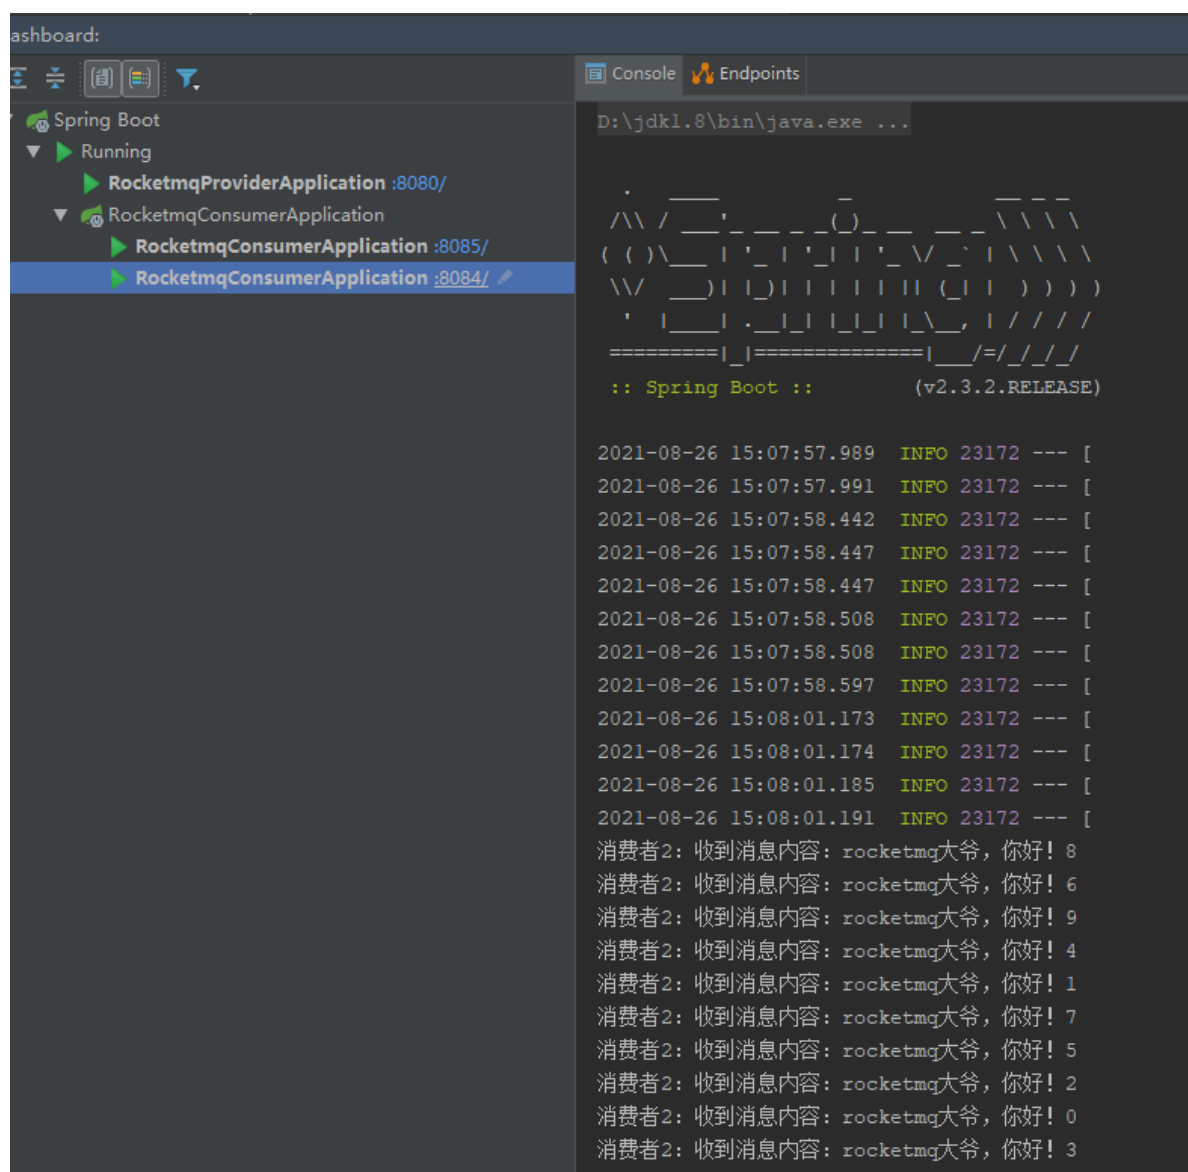 ashboard:
Console Endpoints
Spring Boot
Running
RocketmqProviderApplication :8080/
RocketmqConsumerApplication
RocketmqConsumerApplication :8085/
RocketmqConsumerApplication :8084/
D:\jdk1.8\bin\java.exe ...
  .   ____          _            __ _ _
 /\\ / ___'_ __ _ _(_)_ __  __ _ \ \ \ \
( ( )\___ | '_ | '_| | '_ \/ _` | \ \ \ \
 \\/  ___)| |_)| | | | | || (_| |  ) ) ) )
  '  |____| .__|_| |_|_| |_\__, | / / / /
 =========|_|==============|___/=/_/_/_/
:: Spring Boot :: (v2.3.2.RELEASE)
2021-08-26 15:07:57.989 INFO 23172 --- [
2021-08-26 15:07:57.991 INFO 23172 --- [
2021-08-26 15:07:58.442 INFO 23172 --- [
2021-08-26 15:07:58.447 INFO 23172 --- [
2021-08-26 15:07:58.447 INFO 23172 --- [
2021-08-26 15:07:58.508 INFO 23172 --- [
2021-08-26 15:07:58.508 INFO 23172 --- [
2021-08-26 15:07:58.597 INFO 23172 --- [
2021-08-26 15:08:01.173 INFO 23172 --- [
2021-08-26 15:08:01.174 INFO 23172 --- [
2021-08-26 15:08:01.185 INFO 23172 --- [
2021-08-26 15:08:01.191 INFO 23172 --- [
消费者2：收到消息内容：rocketmq大爷，你好！8
消费者2：收到消息内容：rocketmq大爷，你好！6
消费者2：收到消息内容：rocketmq大爷，你好！9
消费者2：收到消息内容：rocketmq大爷，你好！4
消费者2：收到消息内容：rocketmq大爷，你好！1
消费者2：收到消息内容：rocketmq大爷，你好！7
消费者2：收到消息内容：rocketmq大爷，你好！5
消费者2：收到消息内容：rocketmq大爷，你好！2
消费者2：收到消息内容：rocketmq大爷，你好！0
消费者2：收到消息内容：rocketmq大爷，你好！3